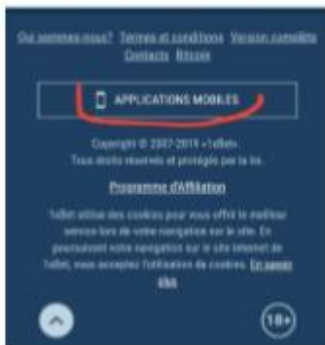 Qui sommes-nous? Termes et conditions Version complète
Contacts Bitcoin
APPLICATIONS MOBILES
Copyright © 2007-2019 «1xBet».
Tous droits réservés et protégés par la loi.
Programme d'Affiliation
1xBet utilise des cookies pour vous offrir le meilleur
service lors de votre navigation sur le site. En
poursuivant votre navigation sur le site internet de
1xBet, vous acceptez l'utilisation de cookies. En savoir
plus
18+